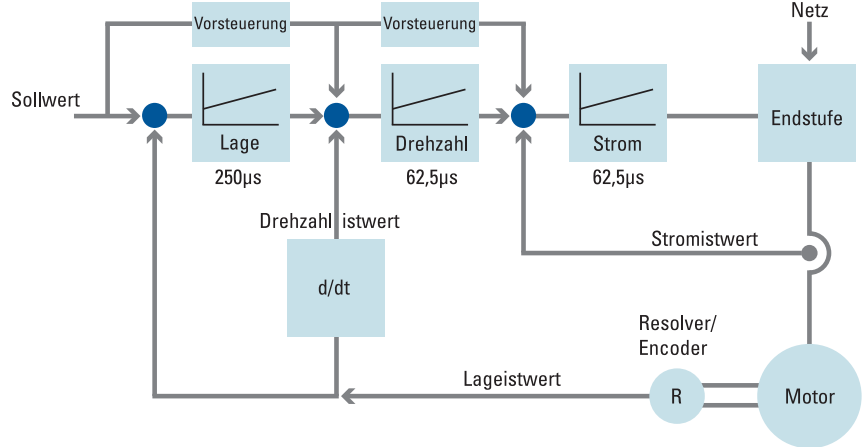 Vorsteuerung
Vorsteuerung
Netz
Sollwert
Lage
250µs
Drehzahl
62,5µs
Strom
62,5µs
Endstufe
Drehzahlistwert
Stromistwert
d/dt
Resolver/
Encoder
Lageistwert
R
Motor